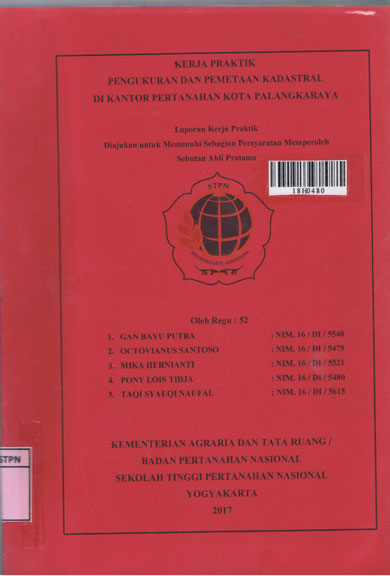 KERJA PRAKTIK
PENGUKURAN DAN PEMETAAN KADASTRAL
DI KANTOR PERTANAHAN KOTA PALANGKARAYA
Laporan Kerja Praktik
Diajukan untuk Memenuhi Sebagian Persyaratan Memperoleh
Sebutan Ahli Pratama
18H0480
STPN
Oleh Regu : 52
1. GAN BAYU PUTRA : NIM. 16 / DI / 5548
2. OCTOVIANUS SANTOSO : NIM. 16 / DI / 5479
3. MIKA HERNIANTI : NIM. 16 / DI / 5521
4. PONY LOIS TIDJA : NIM. 16 / DI / 5480
5. TAQI SYAUQI NAUFAL : NIM. 16 / DI / 5615
STPN
KEMENTERIAN AGRARIA DAN TATA RUANG /
BADAN PERTANAHAN NASIONAL
SEKOLAH TINGGI PERTANAHAN NASIONAL
YOGYAKARTA
2017